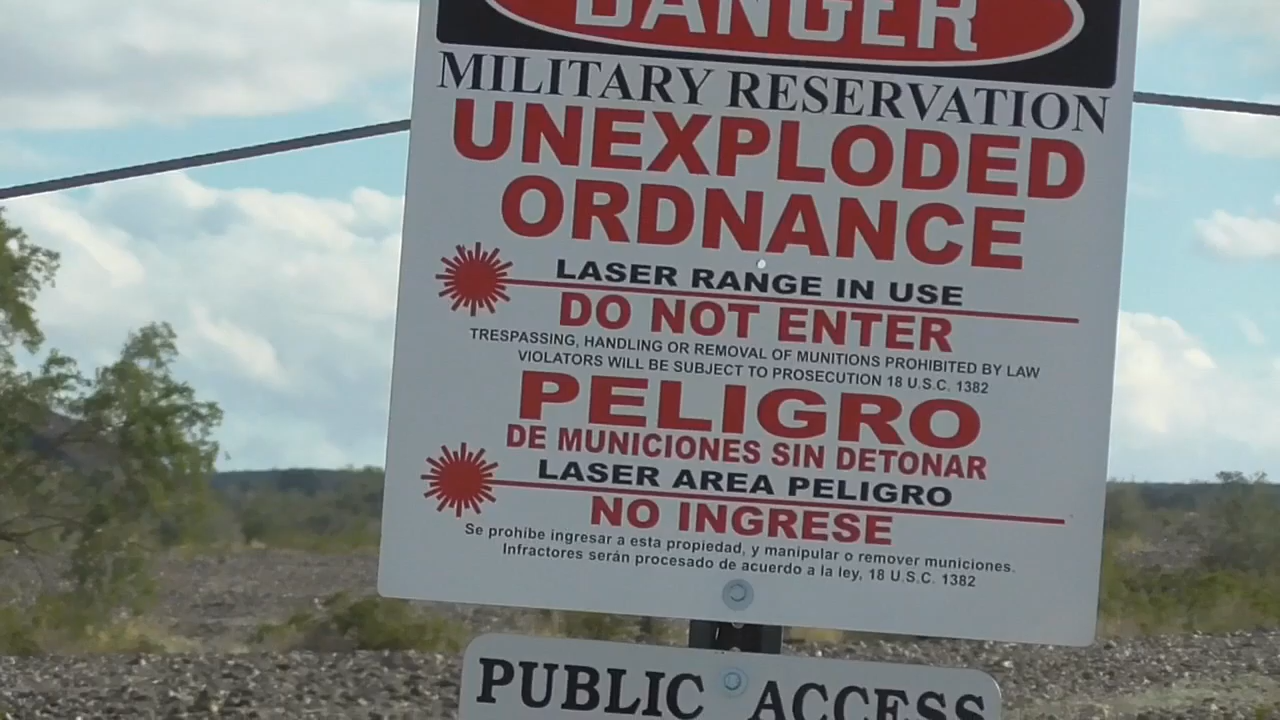 DANGER
MILITARY RESERVATION
UNEXPLODED
ORDNANCE
LASER RANGE IN USE
DO NOT ENTER
TRESPASSING, HANDLING OR REMOVAL OF MUNITIONS PROHIBITED BY LAW
VIOLATORS WILL BE SUBJECT TO PROSECUTION 18 U.S.C. 1382
PELIGRO
DE MUNICIONES SIN DETONAR
LASER AREA PELIGRO
NO INGRESE
Se prohibe ingresar a esta propiedad, y manipular o remover municiones.
Infractores serán procesado de acuerdo a la ley, 18 U.S.C. 1382
PUBLIC ACCESS